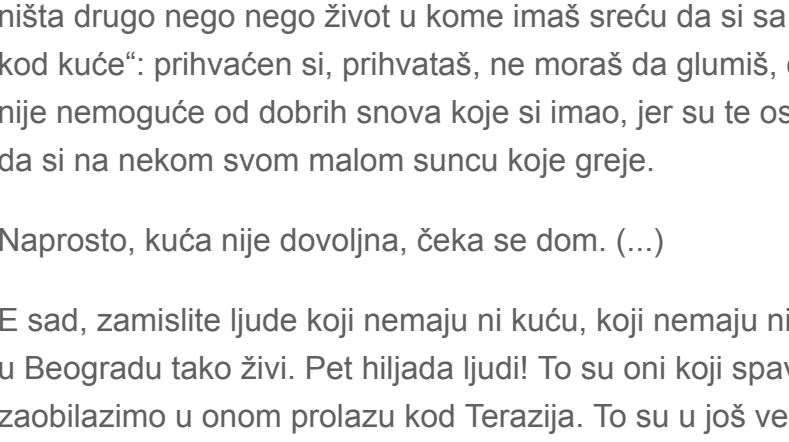 ništa drugo nego nego život u kome imaš sreću da si sa
kod kuće“: prihvaćen si, prihvataš, ne moraš da glumiš,
nije nemoguće od dobrih snova koje si imao, jer su te
da si na nekom svom malom suncu koje greje.
Naprosto, kuća nije dovoljna, čeka se dom. (...)
E sad, zamislite ljude koji nemaju ni kuću, koji nemaju ni
u Beogradu tako živi. Pet hiljada ljudi! To su oni koji
zaobilazimo u onom prolazu kod Terazija. To su u još